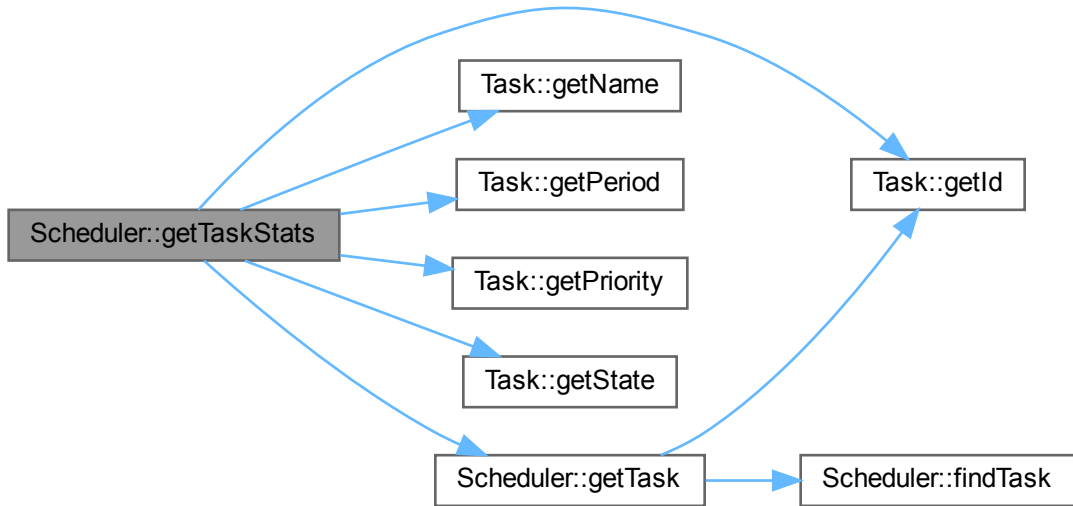 Scheduler::getTaskStats
Task::getName
Task::getPeriod
Task::getPriority
Task::getState
Scheduler::getTask
Task::getId
Scheduler::findTask